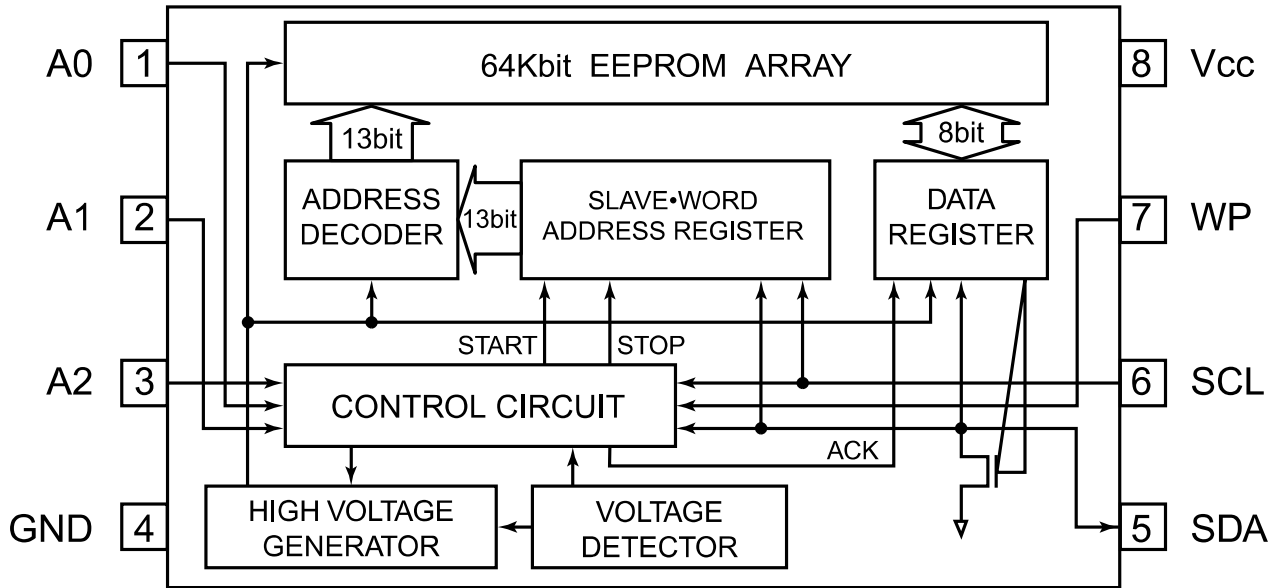 A0 1
64Kbit EEPROM ARRAY
8 Vcc
13bit
8bit
A1 2
ADDRESS
DECODER
13bit
SLAVE•WORD
ADDRESS REGISTER
DATA
REGISTER
7 WP
START
STOP
A2 3
CONTROL CIRCUIT
6 SCL
ACK
GND 4
HIGH VOLTAGE
GENERATOR
VOLTAGE
DETECTOR
5 SDA